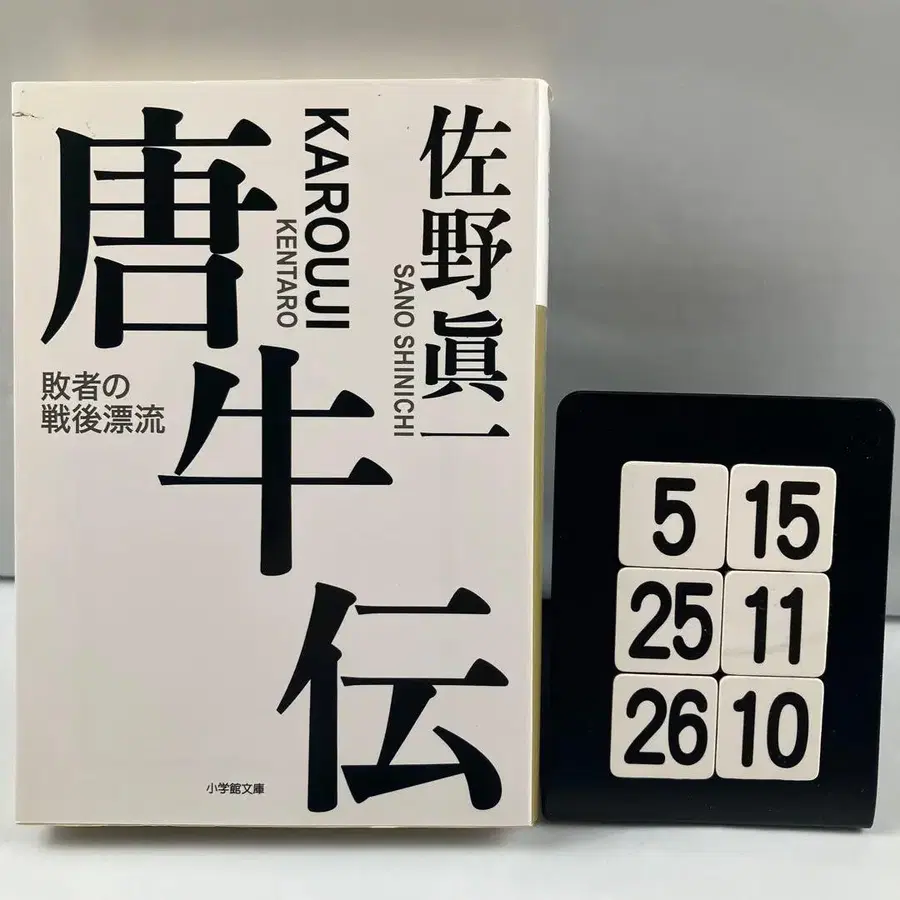 佐野眞一
SANO SHINICHI
KAROUJI
KENTARO
唐牛伝
敗者の
戦後漂流
小学館文庫
5 15
25 11
26 10